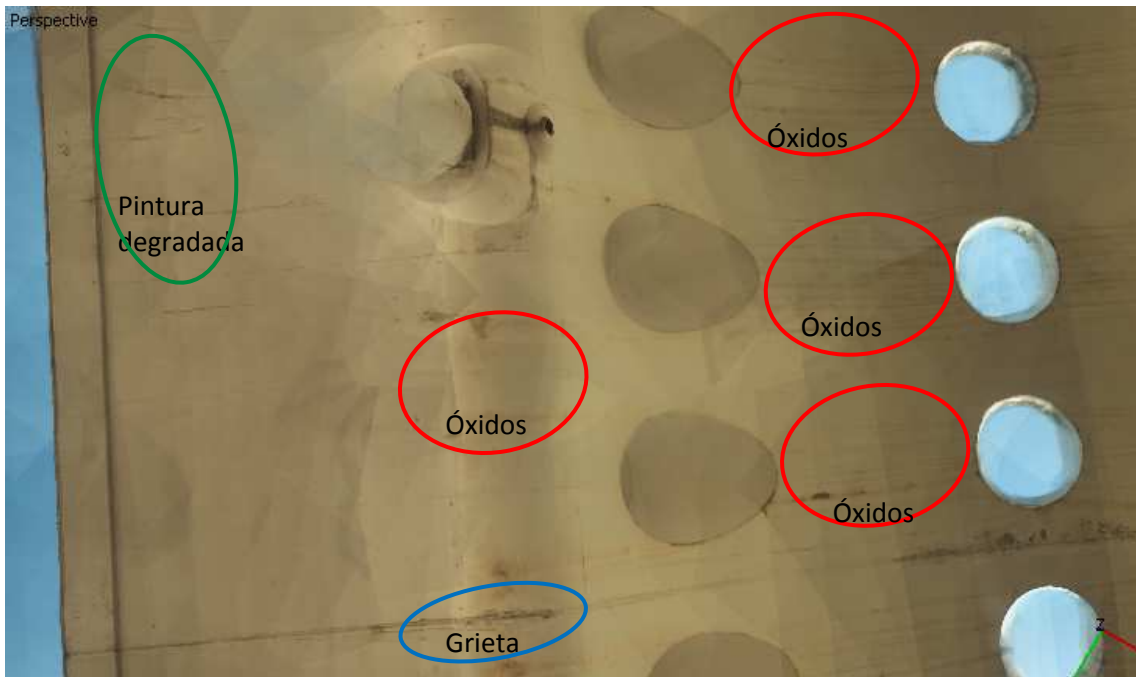 Perspective
Óxidos
Pintura
degradada
Óxidos
Óxidos
Óxidos
Grieta
Z